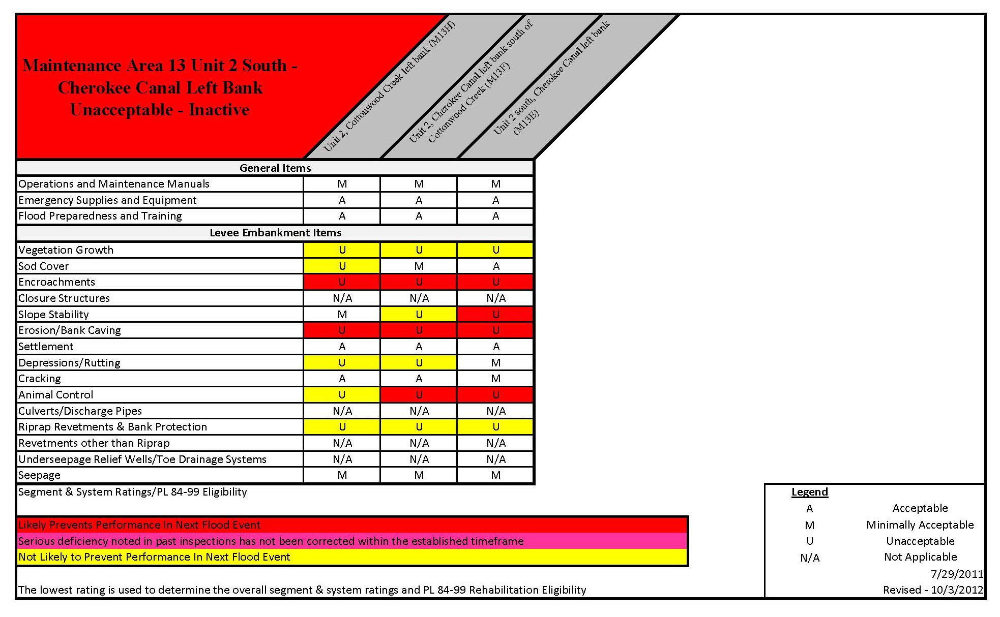 Maintenance Area 13 Unit 2 South -
Cherokee Canal Left Bank
Unacceptable - Inactive
Unit 2, Cottonwood Creek left bank (M13H)
Unit 2, Cherokee Canal left bank south of
Cottonwood Creek (M13F)
Unit 2 south, Cherokee Canal left bank
(M13E)
General Items
Operations and Maintenance Manuals M M M
Emergency Supplies and Equipment A A A
Flood Preparedness and Training A A A
Levee Embankment Items
Vegetation Growth U U U
Sod Cover U M A
Encroachments U U U
Closure Structures N/A N/A N/A
Slope Stability M U U
Erosion/Bank Caving U U U
Settlement A A A
Depressions/Rutting U U M
Cracking A A M
Animal Control U U U
Culverts/Discharge Pipes N/A N/A N/A
Riprap Revetments & Bank Protection U U U
Revetments other than Riprap N/A N/A N/A
Underseepage Relief Wells/Toe Drainage Systems N/A N/A N/A
Seepage M M M
Segment & System Ratings/PL 84-99 Eligibility
Likely Prevents Performance In Next Flood Event
Serious deficiency noted in past inspections has not been corrected within the established timeframe
Not Likely to Prevent Performance In Next Flood Event
The lowest rating is used to determine the overall segment & system ratings and PL 84-99 Rehabilitation Eligibility
Legend
A Acceptable
M Minimally Acceptable
U Unacceptable
N/A Not Applicable
7/29/2011
Revised - 10/3/2012